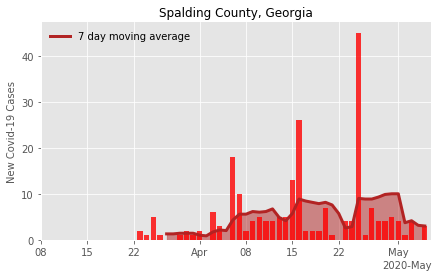 Spalding County, Georgia
7 day moving average
New Covid-19 Cases
40
30
20
10
0
08
15
22
Apr
08
15
22
May
2020-May